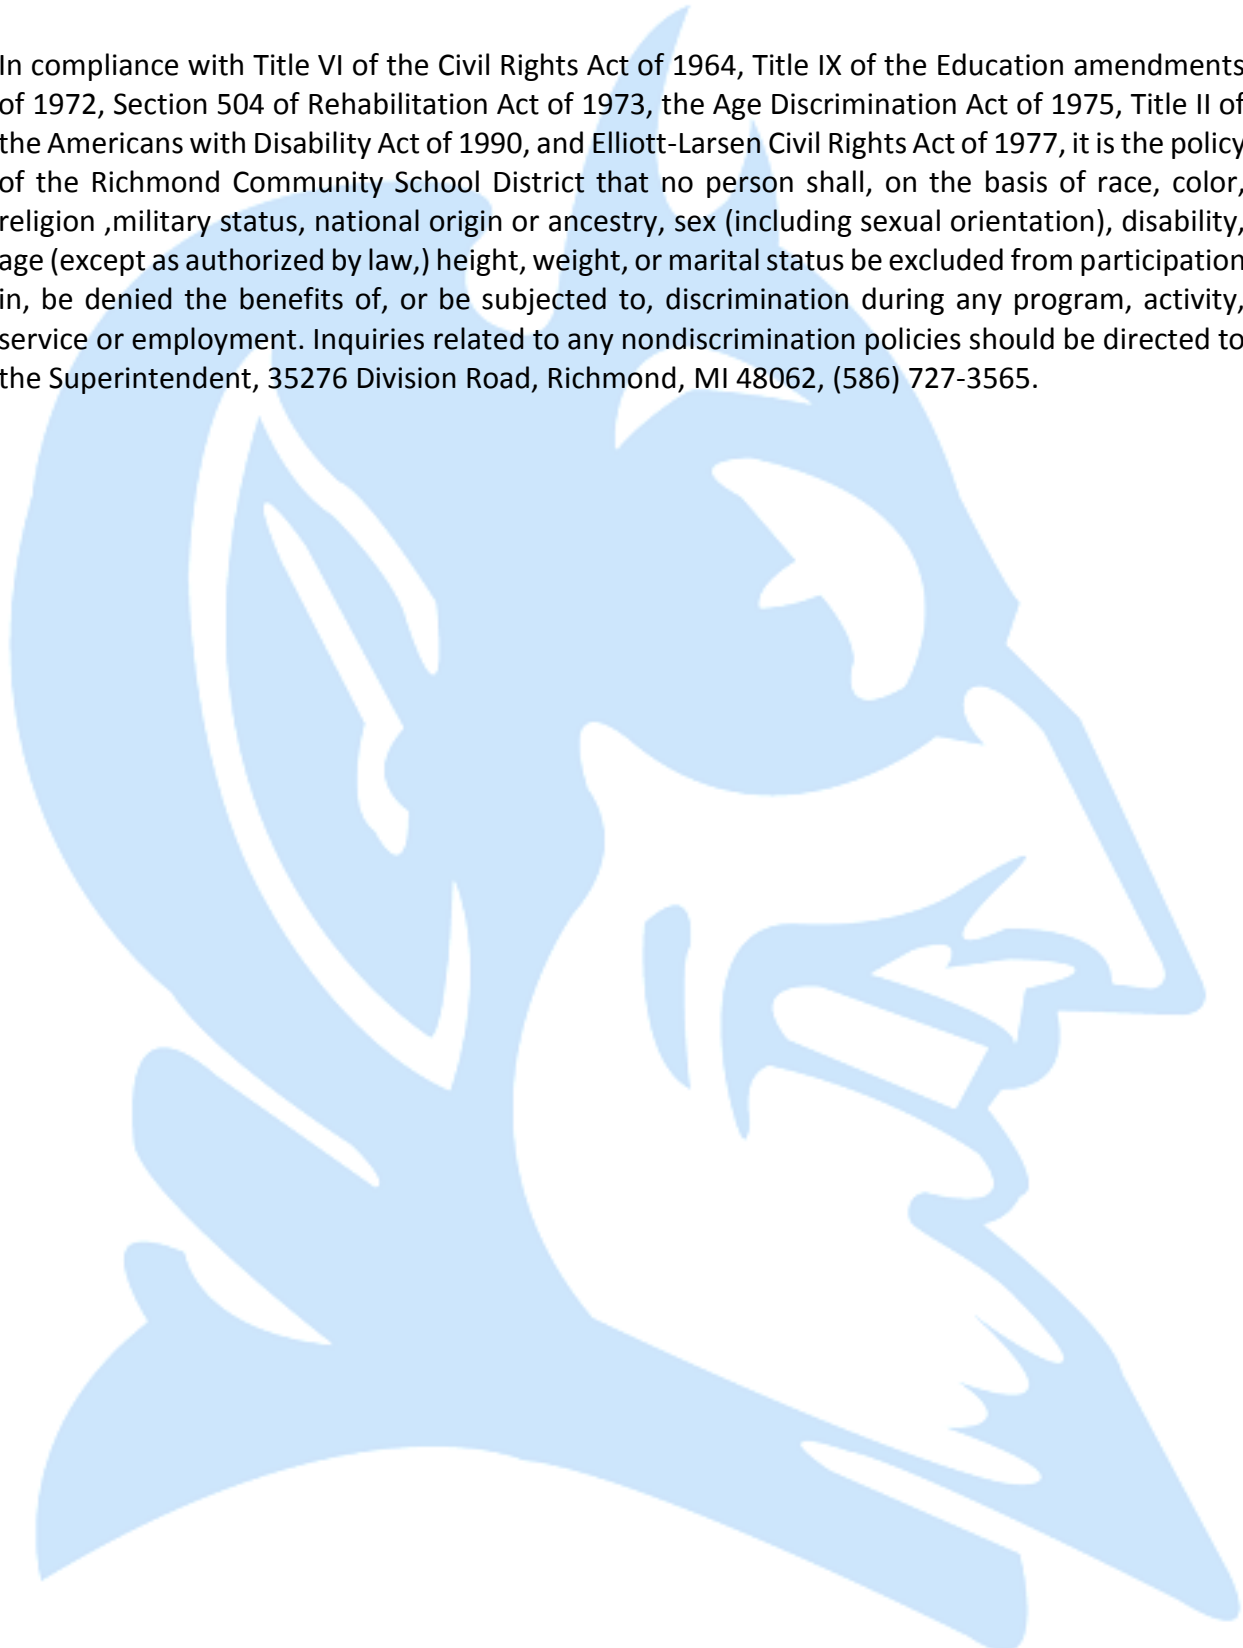 In compliance with Title VI of the Civil Rights Act of 1964, Title IX of the Education amendments
of 1972, Section 504 of Rehabilitation Act of 1973, the Age Discrimination Act of 1975, Title II of
the Americans with Disability Act of 1990, and Elliott-Larsen Civil Rights Act of 1977, it is the policy
of the Richmond Community School District that no person shall, on the basis of race, color,
religion ,military status, national origin or ancestry, sex (including sexual orientation), disability,
age (except as authorized by law,) height, weight, or marital status be excluded from participation
in, be denied the benefits of, or be subjected to, discrimination during any program, activity,
service or employment. Inquiries related to any nondiscrimination policies should be directed to
the Superintendent, 35276 Division Road, Richmond, MI 48062, (586) 727-3565.